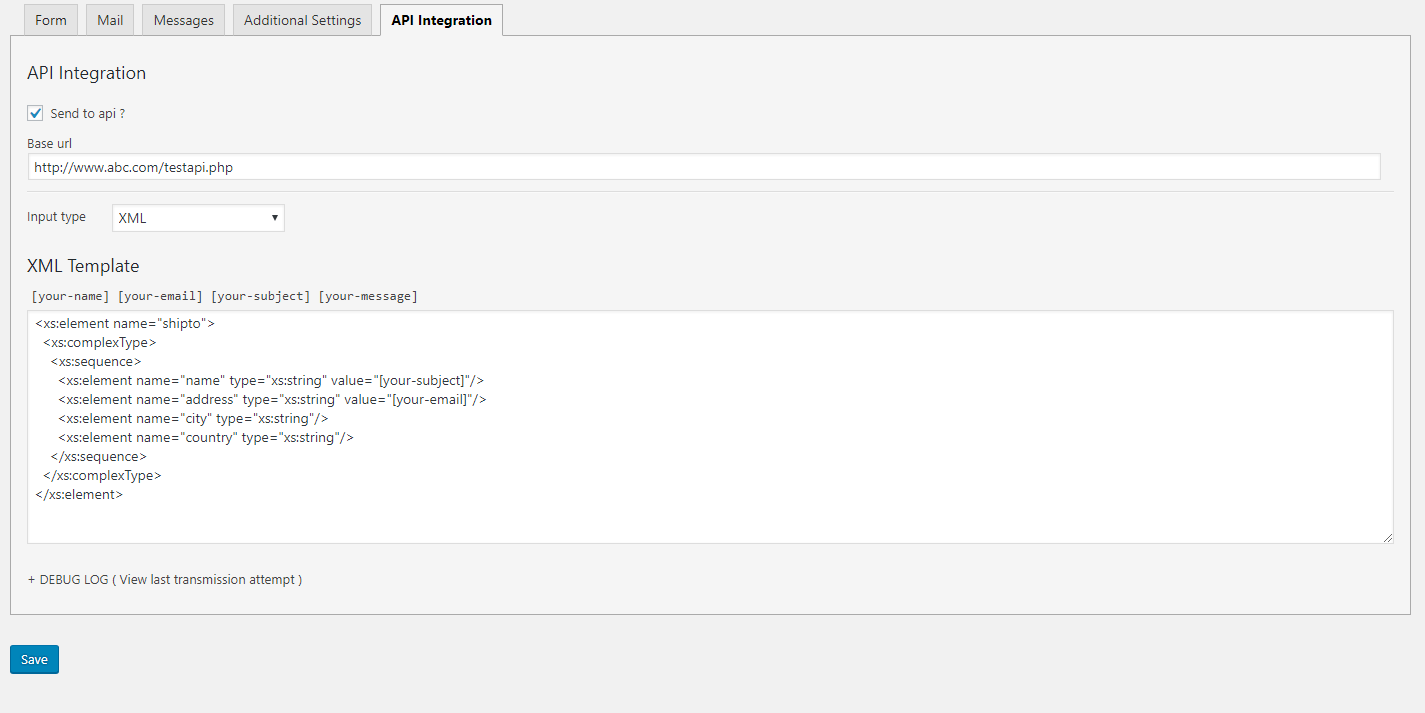 Form Mail Messages Additional Settings API Integration
API Integration
Send to api ?
Base url
http://www.abc.com/testapi.php
Input type XML
XML Template
[your-name] [your-email] [your-subject] [your-message]
<xs:element name="shipto">
<xs:complexType>
<xs:sequence>
<xs:element name="name" type="xs:string" value="[your-subject]"/>
<xs:element name="address" type="xs:string" value="[your-email]"/>
<xs:element name="city" type="xs:string"/>
<xs:element name="country" type="xs:string"/>
</xs:sequence>
</xs:complexType>
</xs:element>
+ DEBUG LOG ( View last transmission attempt )
Save